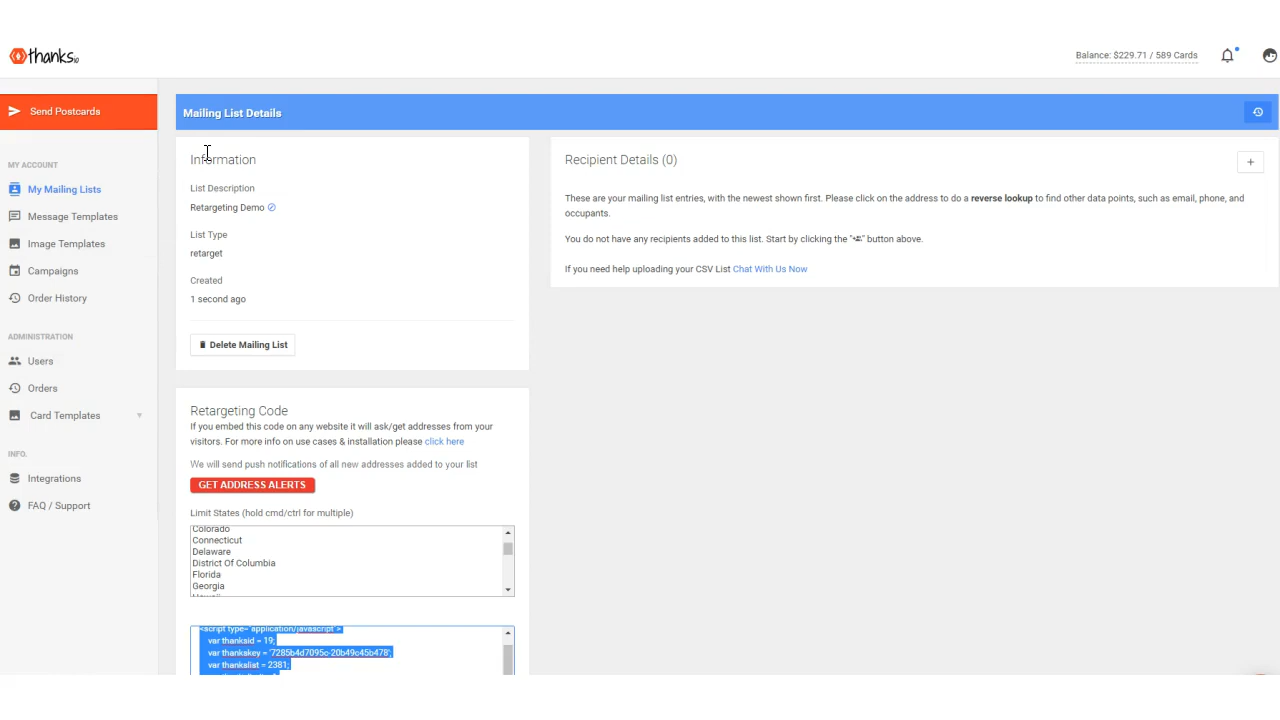 thanks.io
Balance: $229.71 / 589 Cards
Send Postcards
MY ACCOUNT
My Mailing Lists
Message Templates
Image Templates
Campaigns
Order History
ADMINISTRATION
Users
Orders
Card Templates
INFO.
Integrations
FAQ / Support
Mailing List Details
Information
List Description
Retargeting Demo
List Type
retarget
Created
1 second ago
Delete Mailing List
Retargeting Code
If you embed this code on any website it will ask/get addresses from your
visitors. For more info on use cases & installation please click here
We will send push notifications of all new addresses added to your list
GET ADDRESS ALERTS
Limit States (hold cmd/ctrl for multiple)
Colorado
Connecticut
Delaware
District Of Columbia
Florida
Georgia
<script type="application/javascript">
var thanksid = 19;
var thankskey = '7285b4d7095c-20b49c45b478';
var thankslist = 2381;
Recipient Details (0)
These are your mailing list entries, with the newest shown first. Please click on the address to do a reverse lookup to find other data points, such as email, phone, and
occupants.
You do not have any recipients added to this list. Start by clicking the " " button above.
If you need help uploading your CSV List Chat With Us Now